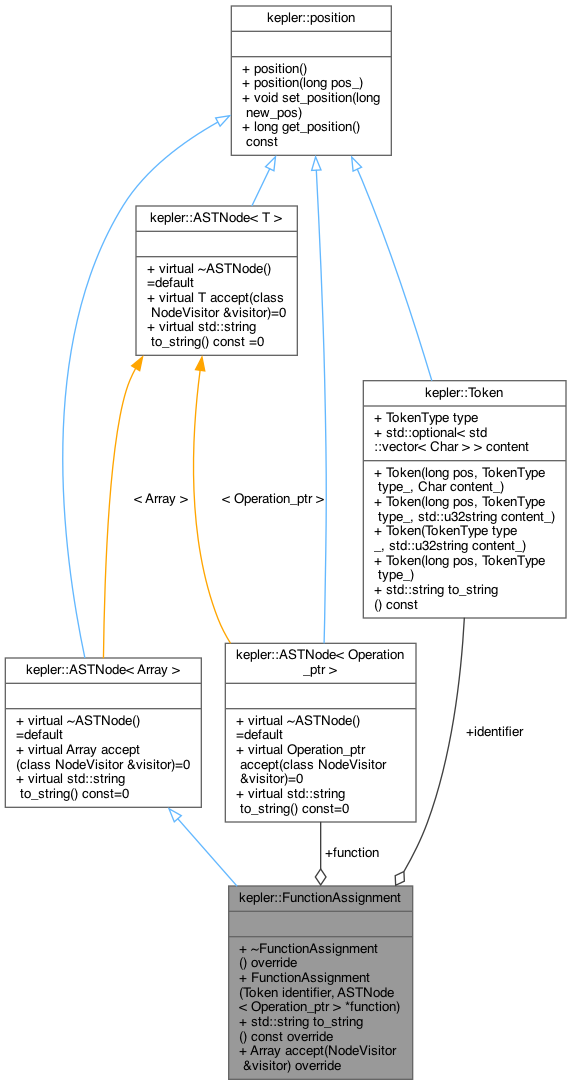 kepler::position
+ position()
+ position(long pos_)
+ void set_position(long
new_pos)
+ long get_position()
const
kepler::ASTNode< T >
+ virtual ~ASTNode()
=default
+ virtual T accept(class
NodeVisitor &visitor)=0
+ virtual std::string
to_string() const =0
kepler::Token
+ TokenType type
+ std::optional< std
::vector< Char > > content
+ Token(long pos, TokenType
type_, Char content_)
+ Token(long pos, TokenType
type_, std::u32string content_)
+ Token(TokenType type
_, std::u32string content_)
+ Token(long pos, TokenType
type_)
+ std::string to_string
() const
< Array >
< Operation_ptr >
kepler::ASTNode< Array >
+ virtual ~ASTNode()
=default
+ virtual Array accept
(class NodeVisitor &visitor)=0
+ virtual std::string
to_string() const=0
kepler::ASTNode< Operation
_ptr >
+ virtual ~ASTNode()
=default
+ virtual Operation_ptr
accept(class NodeVisitor
&visitor)=0
+ virtual std::string
to_string() const=0
+identifier
+function
kepler::FunctionAssignment
+ ~FunctionAssignment
() override
+ FunctionAssignment
(Token identifier, ASTNode
< Operation_ptr > *function)
+ std::string to_string
() const override
+ Array accept(NodeVisitor
&visitor) override